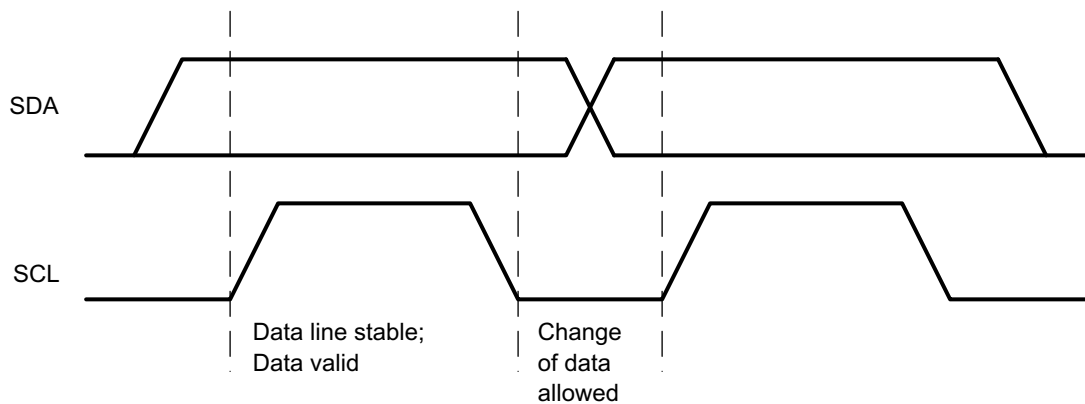 SDA
SCL
Data line stable;
Data valid
Change
of data
allowed